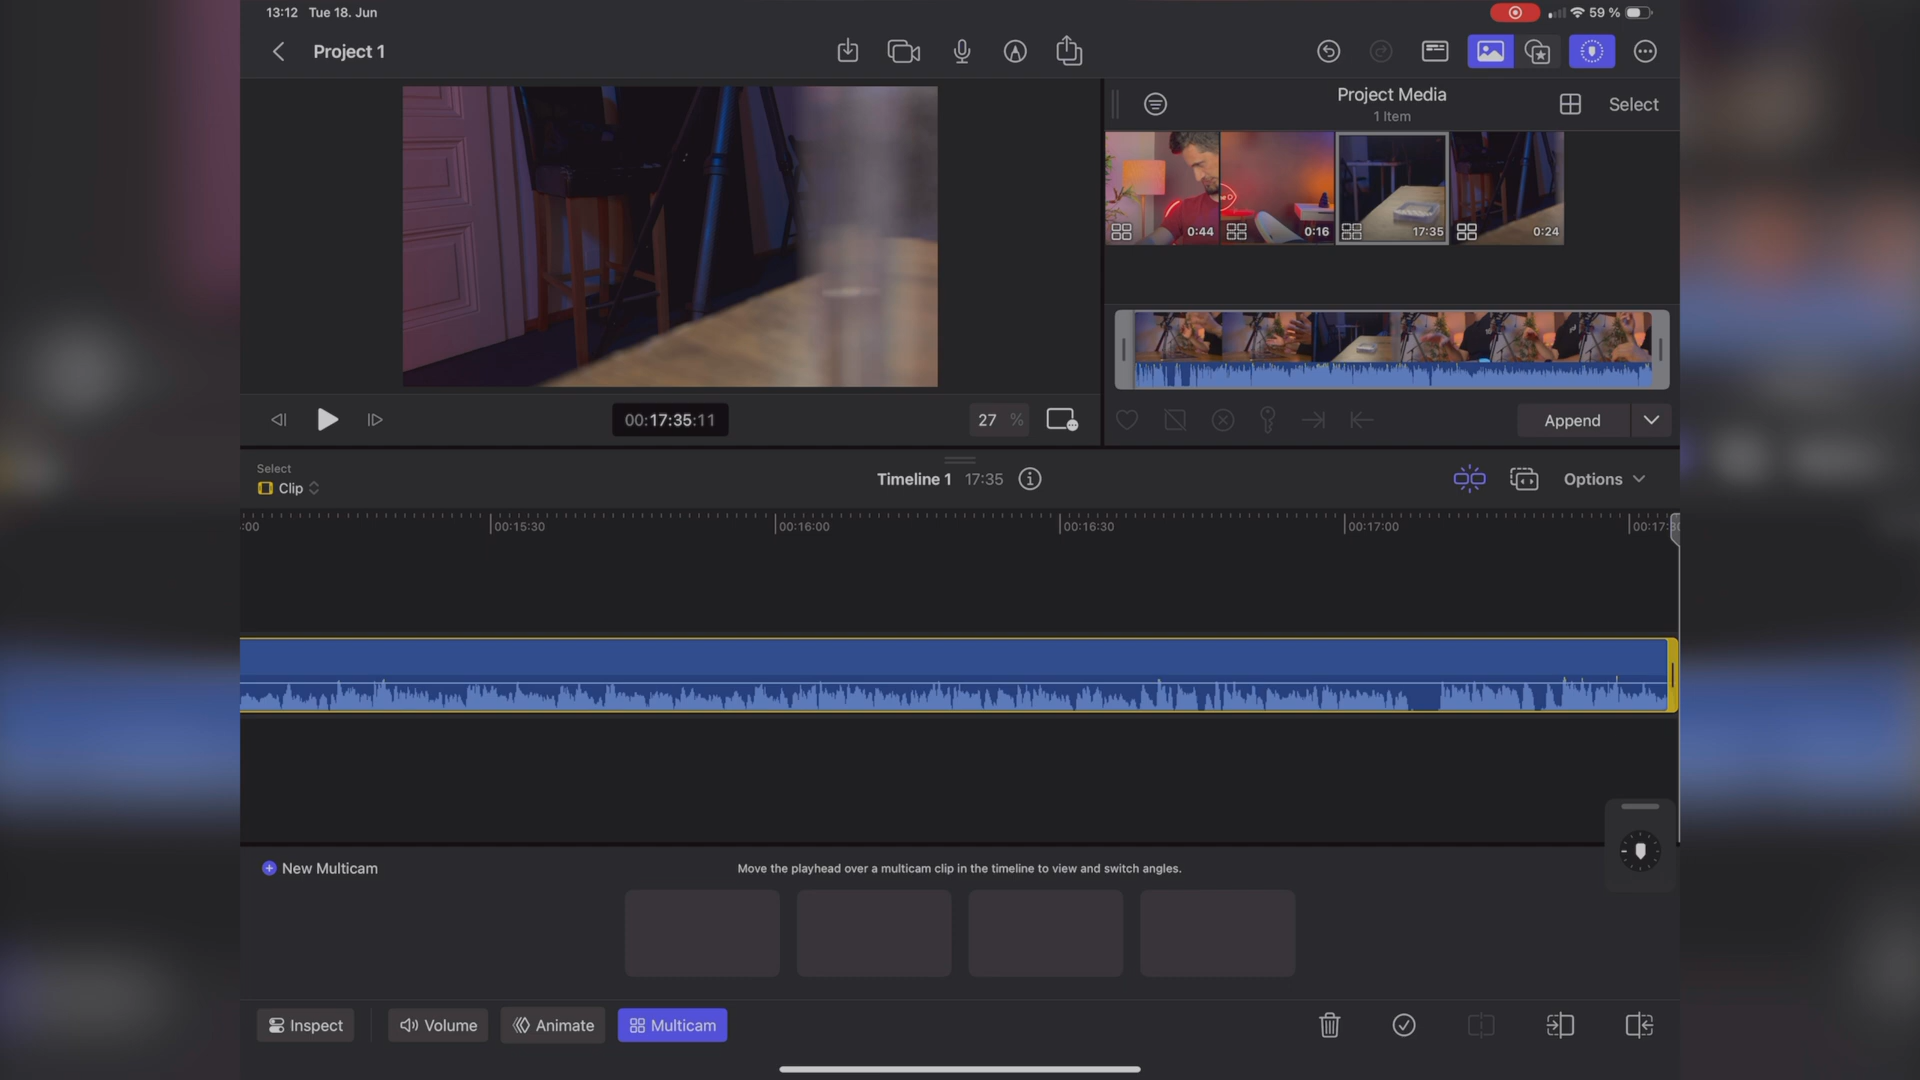 13:12 Tue 18. Jun
59 %
Project 1
Project Media
1 Item
Select
0:44
0:16
17:35
0:24
00:17:35:11
27 %
Append
Select
Clip
Timeline 1 17:35
Options
:00
00:15:30
00:16:00
00:16:30
00:17:00
00:17:30
New Multicam
Move the playhead over a multicam clip in the timeline to view and switch angles.
Inspect
Volume
Animate
Multicam